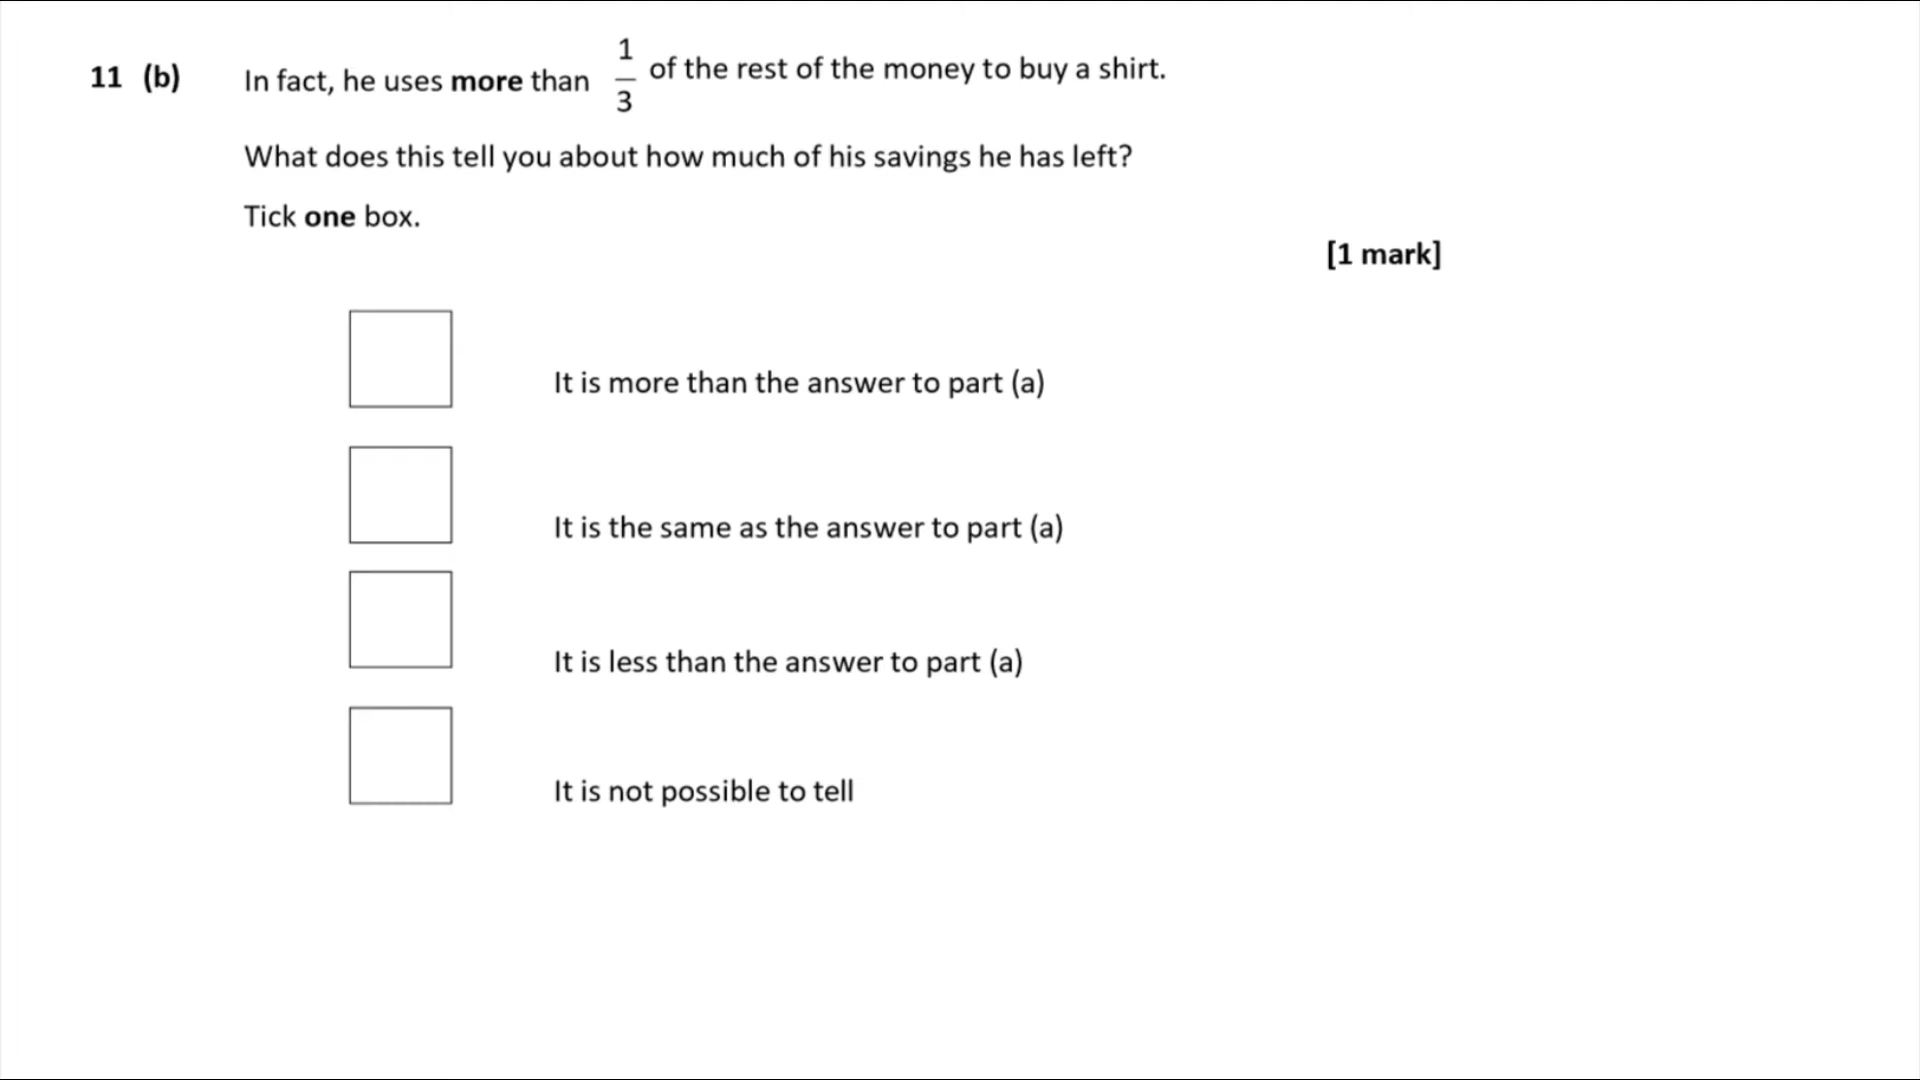 11 (b) In fact, he uses more than 1/3 of the rest of the money to buy a shirt.
What does this tell you about how much of his savings he has left?
Tick one box.
[1 mark]
It is more than the answer to part (a)
It is the same as the answer to part (a)
It is less than the answer to part (a)
It is not possible to tell